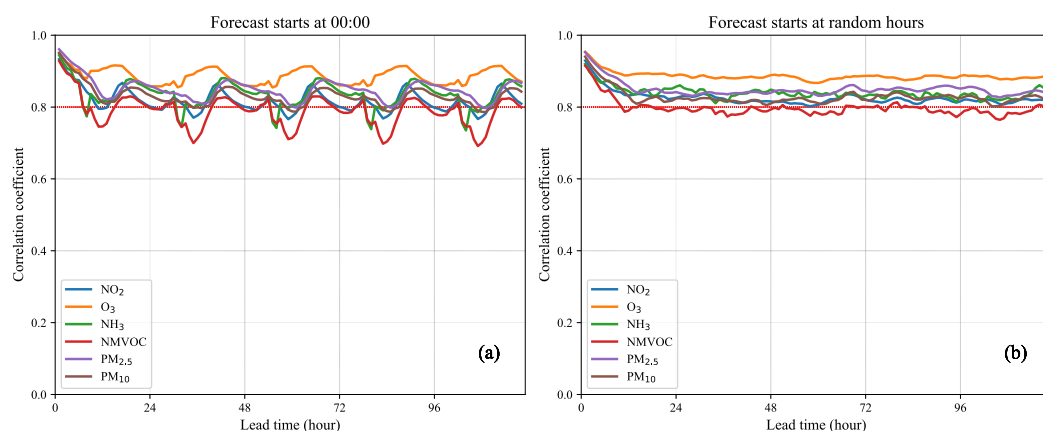 Forecast starts at 00:00
1.0
0.8
0.6
0.4
0.2
0.0
Correlation coefficient
NO₂
O₃
NH₃
NMVOC
PM₂.₅
PM₁₀
(a)
0 24 48 72 96
Lead time (hour)
Forecast starts at random hours
1.0
0.8
0.6
0.4
0.2
0.0
Correlation coefficient
NO₂
O₃
NH₃
NMVOC
PM₂.₅
PM₁₀
(b)
0 24 48 72 96
Lead time (hour)